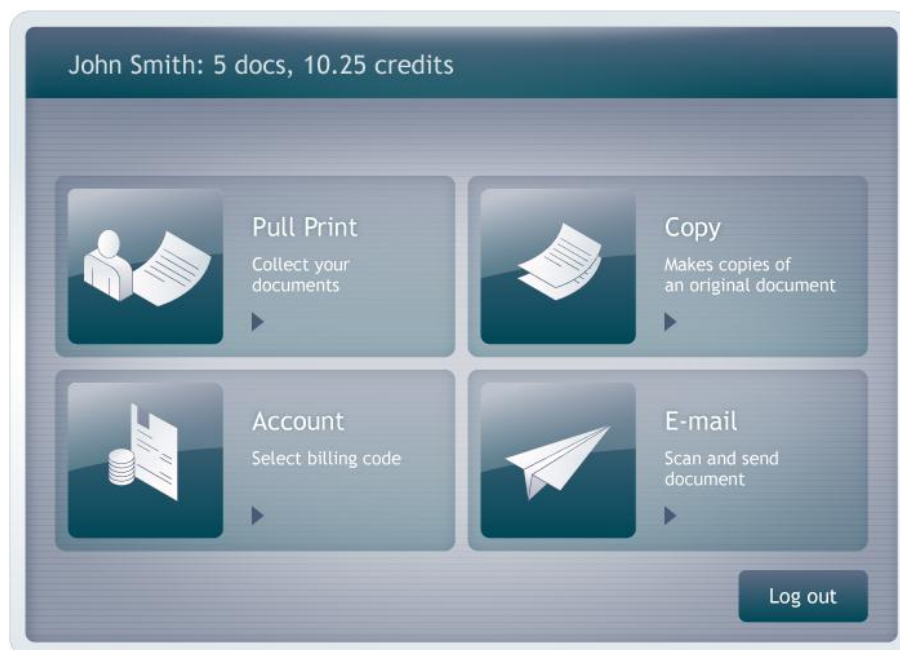 John Smith: 5 docs, 10.25 credits
Pull Print
Collect your
documents
Copy
Makes copies of
an original document
Account
Select billing code
E-mail
Scan and send
document
Log out